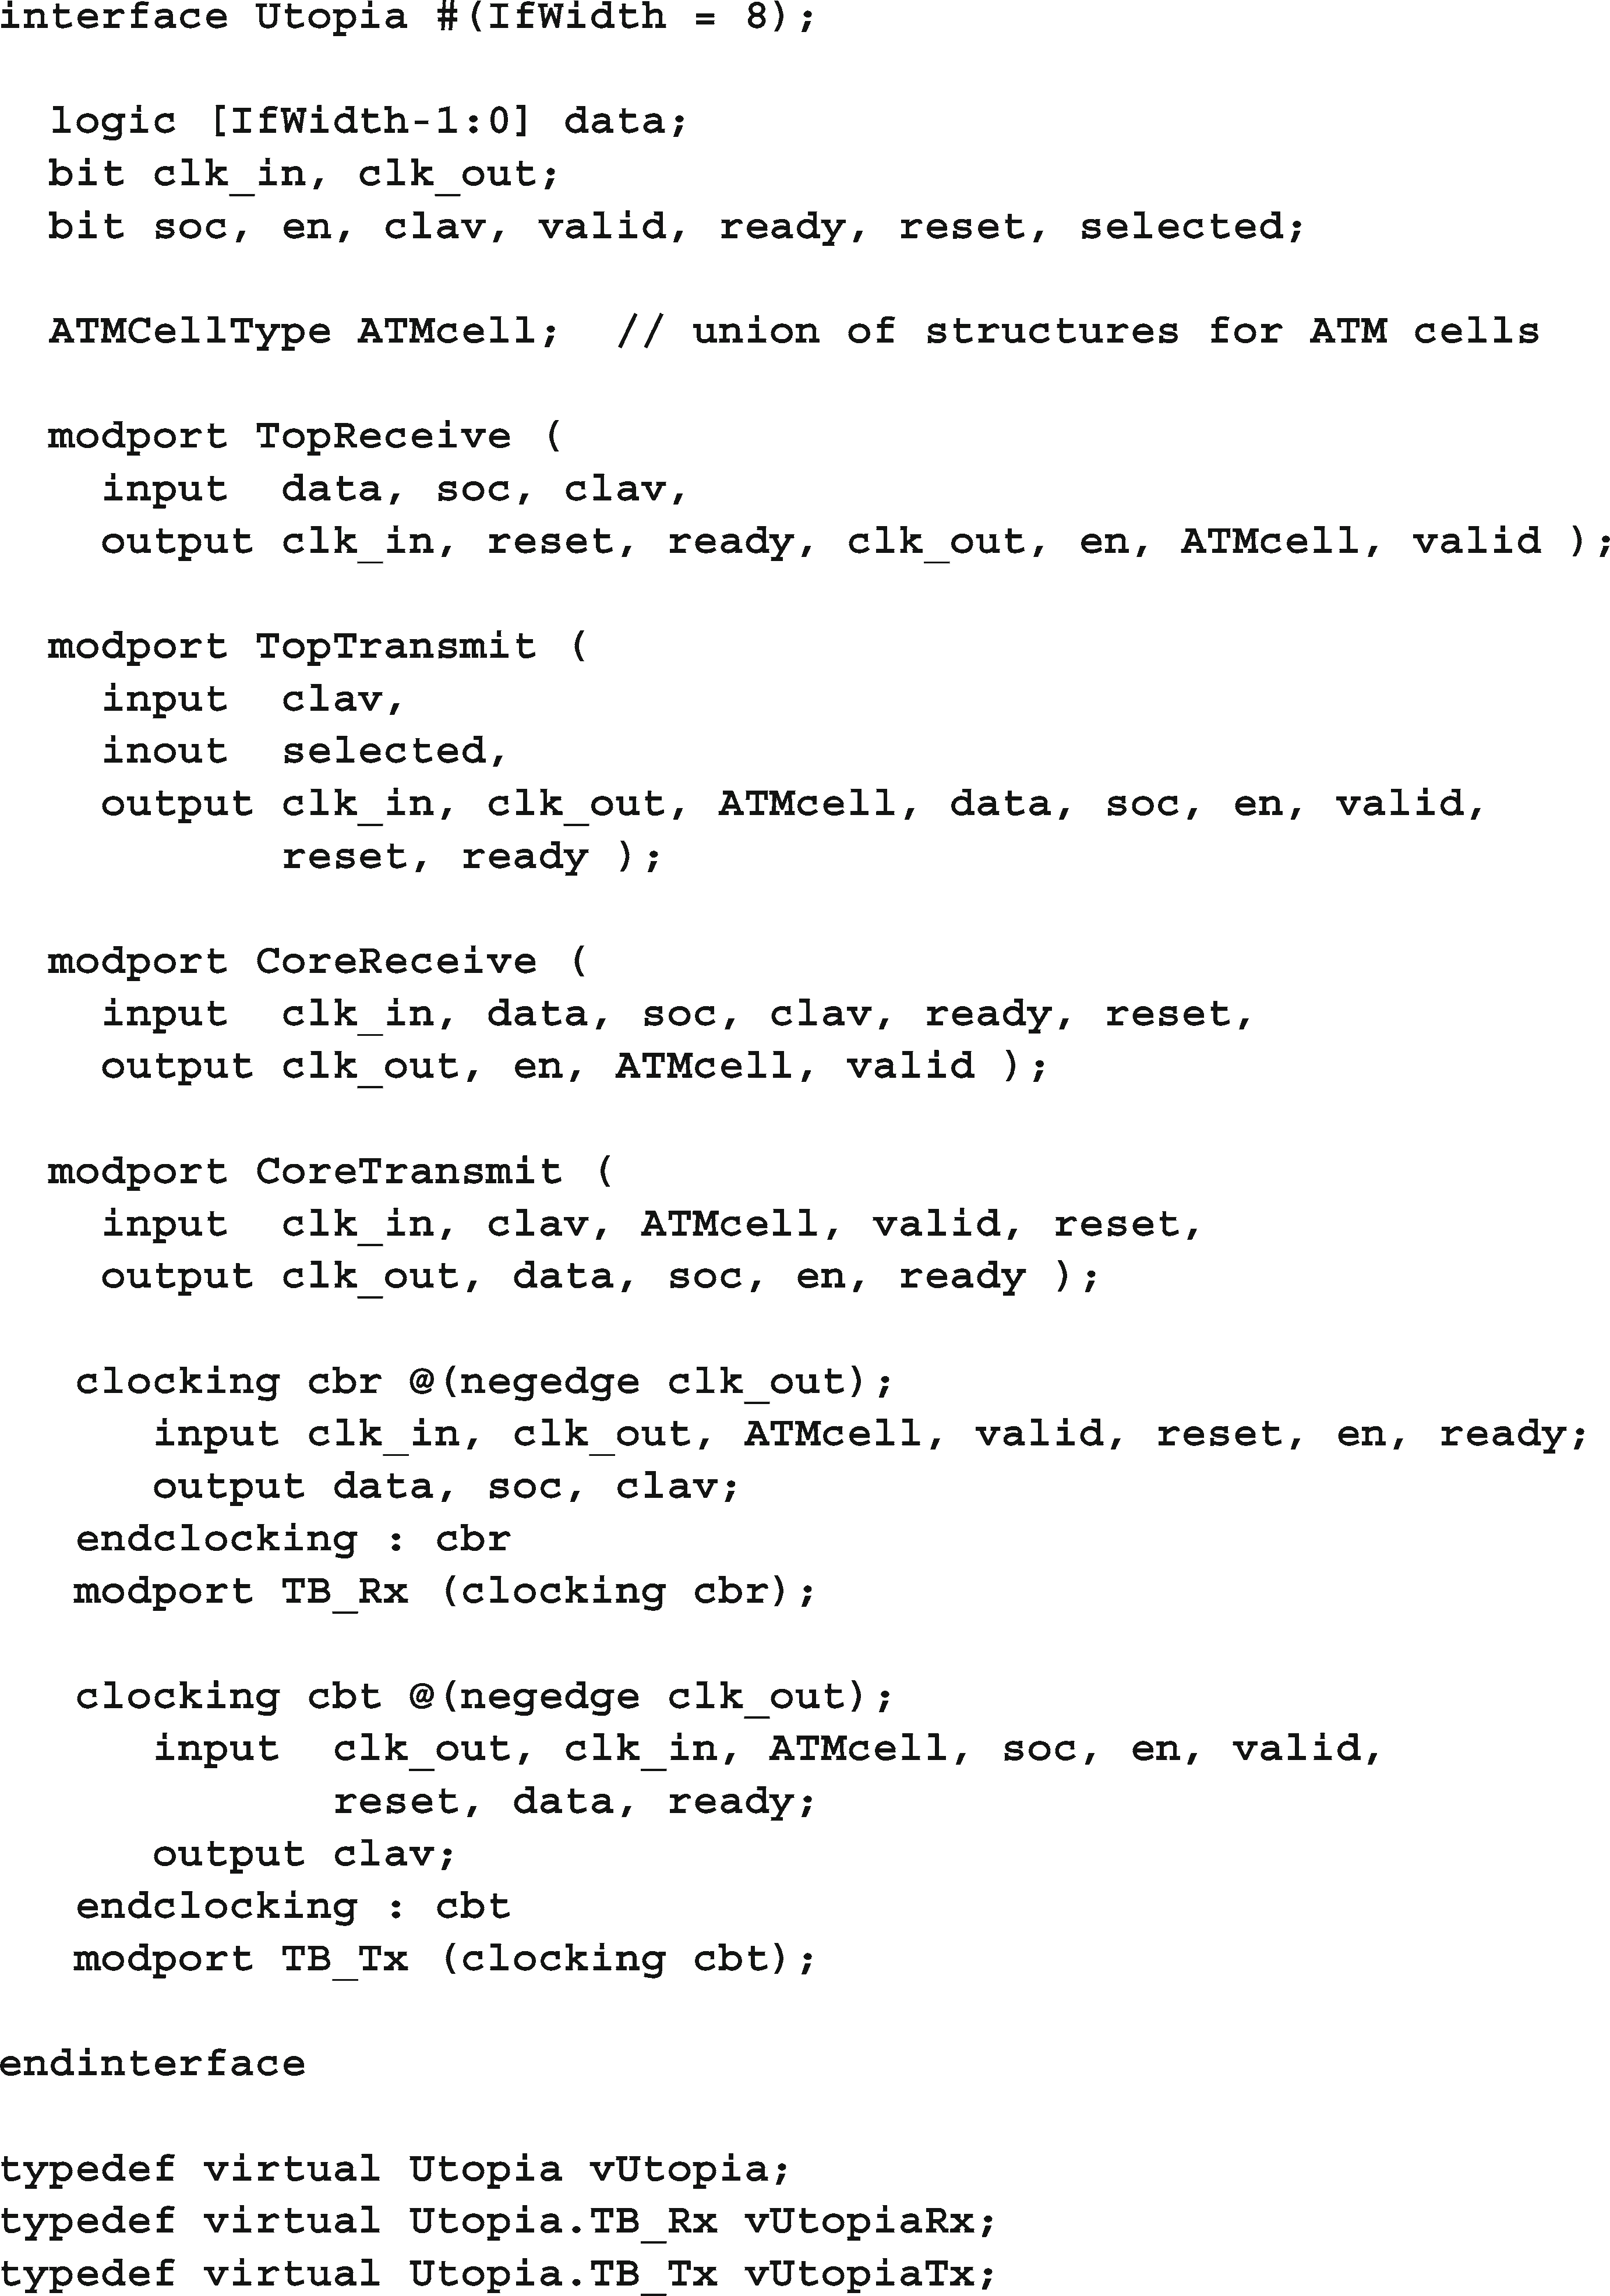 interface Utopia #(IfWidth = 8);
logic [IfWidth-1:0] data;
bit clk_in, clk_out;
bit soc, en, clav, valid, ready, reset, selected;
ATMCellType ATMcell;  // union of structures for ATM cells
modport TopReceive (
input  data, soc, clav,
output clk_in, reset, ready, clk_out, en, ATMcell, valid );
modport TopTransmit (
input  clav,
inout  selected,
output clk_in, clk_out, ATMcell, data, soc, en, valid,
reset, ready );
modport CoreReceive (
input  clk_in, data, soc, clav, ready, reset,
output clk_out, en, ATMcell, valid );
modport CoreTransmit (
input  clk_in, clav, ATMcell, valid, reset,
output clk_out, data, soc, en, ready );
clocking cbr @(negedge clk_out);
input clk_in, clk_out, ATMcell, valid, reset, en, ready;
output data, soc, clav;
endclocking : cbr
modport TB_Rx (clocking cbr);
clocking cbt @(negedge clk_out);
input  clk_out, clk_in, ATMcell, soc, en, valid,
reset, data, ready;
output clav;
endclocking : cbt
modport TB_Tx (clocking cbt);
endinterface
typedef virtual Utopia vUtopia;
typedef virtual Utopia.TB_Rx vUtopiaRx;
typedef virtual Utopia.TB_Tx vUtopiaTx;